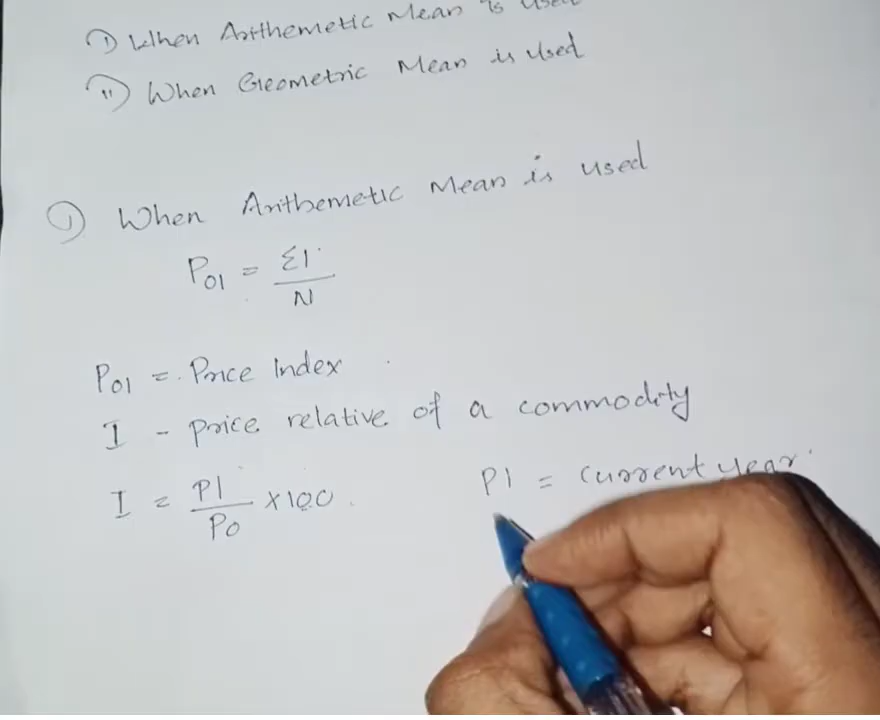 i) When Arithemetic Mean is used
ii) When Geometric Mean is Used
i) When Arithemetic Mean is used
P01 = ΣI
N
P01 = Price Index
I - Price relative of a commodity
I = P1
P0 × 100
P1 = Current year